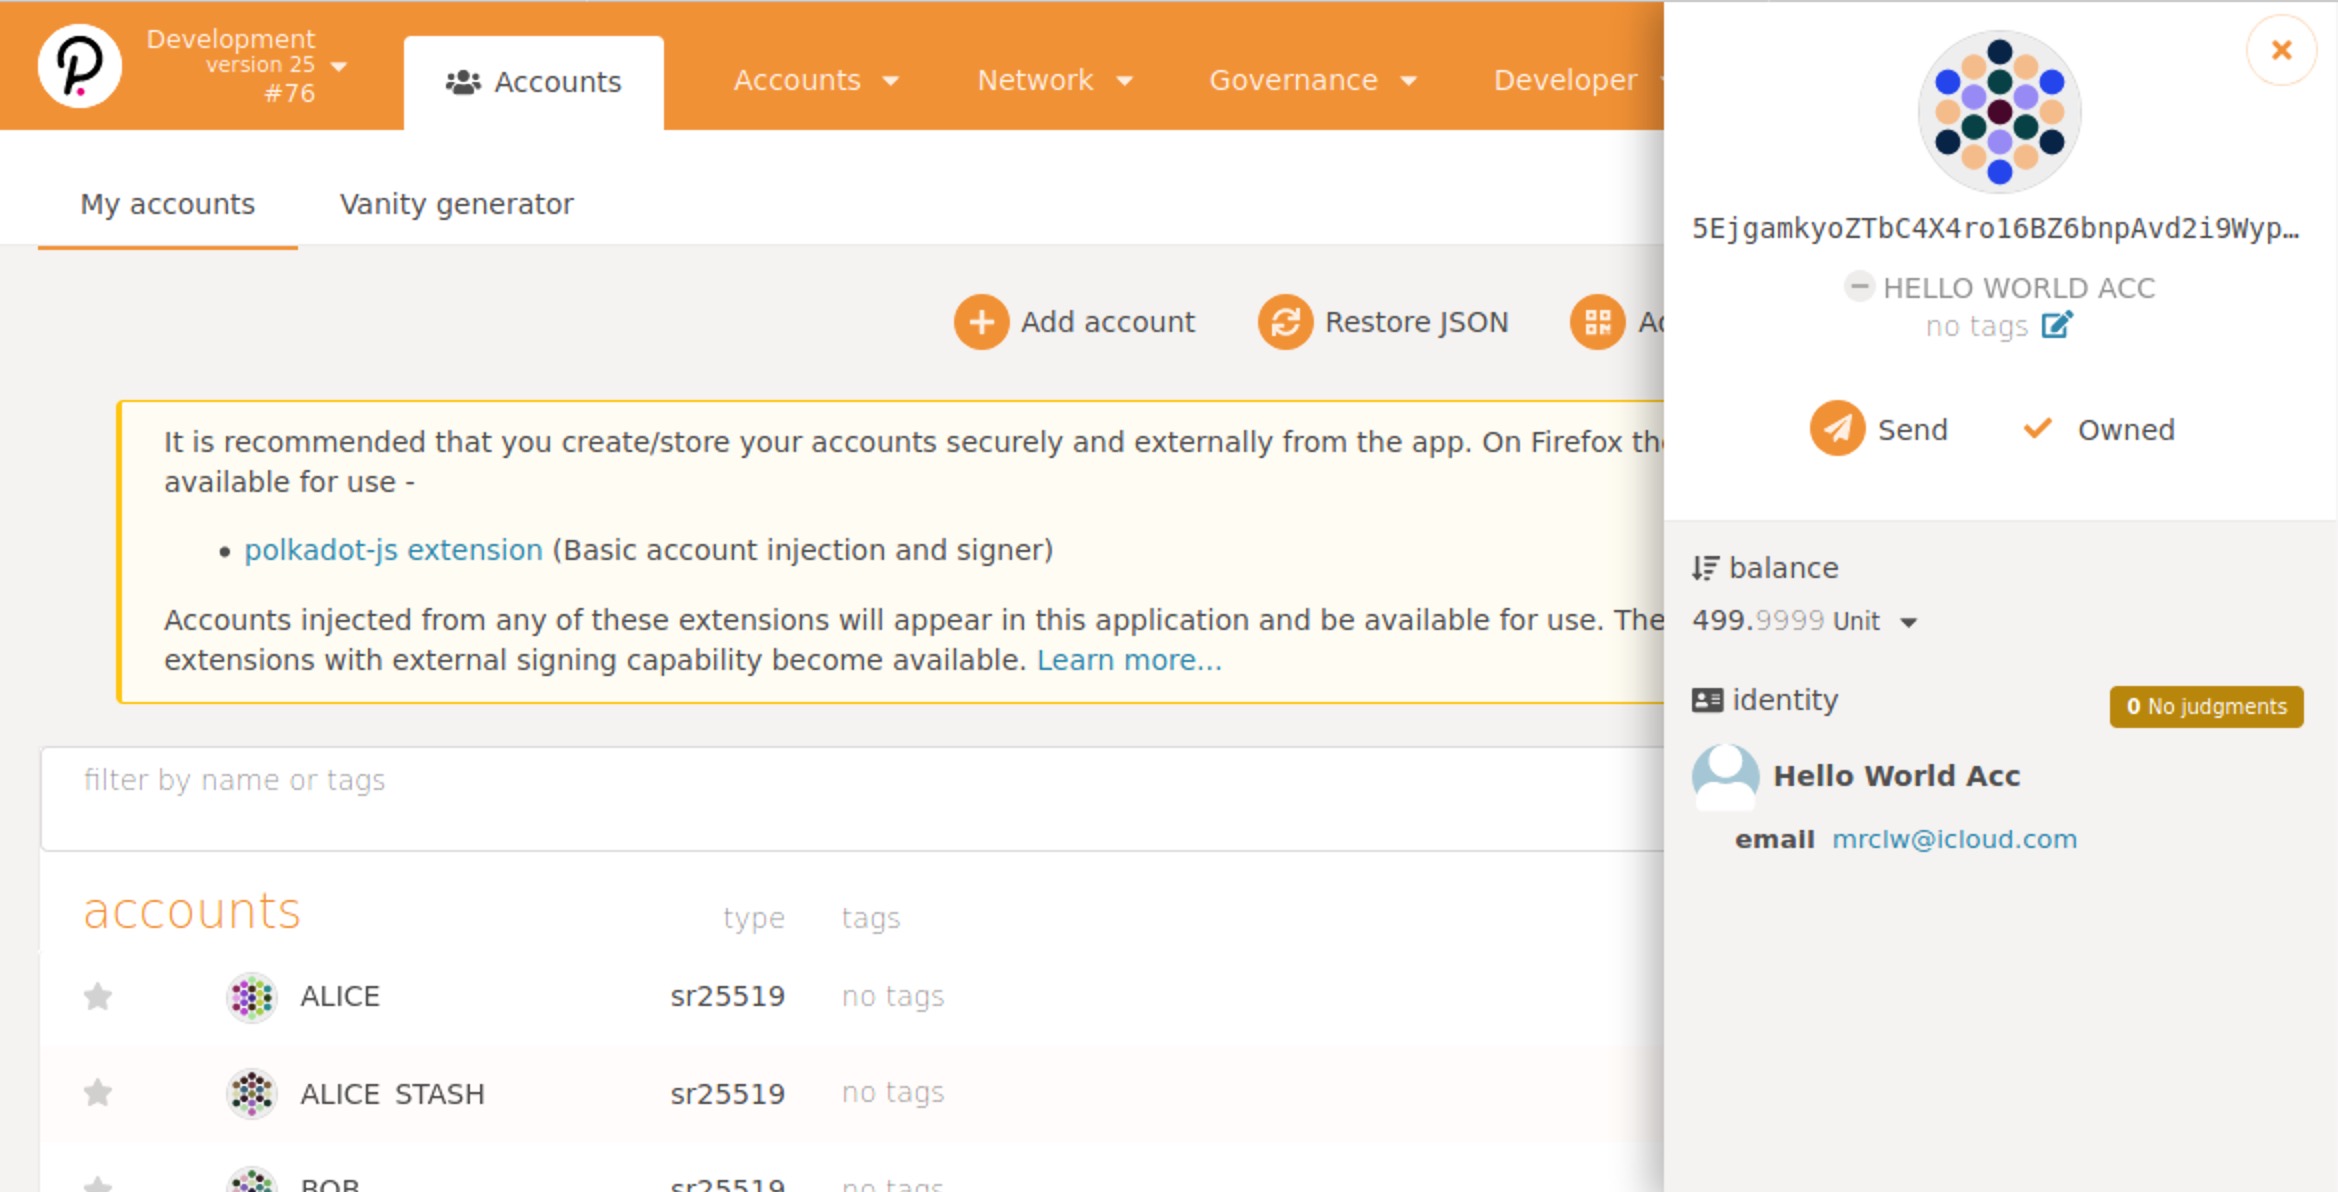 Development
version 25
#76
Accounts
Accounts
Network
Governance
Developer
My accounts
Vanity generator
Add account
Restore JSON
It is recommended that you create/store your accounts securely and externally from the app. On Firefox
available for use -
• polkadot-js extension (Basic account injection and signer)
Accounts injected from any of these extensions will appear in this application and be available for use. The
extensions with external signing capability become available. Learn more...
filter by name or tags
accounts type tags
ALICE sr25519 no tags
ALICE_STASH sr25519 no tags
BOB sr25519 no tags
5EjgamkyoZTbC4X4ro16BZ6bnpAvd2i9Wyp…
HELLO WORLD ACC
no tags
Send
Owned
balance
499.9999 Unit
identity
0 No judgments
Hello World Acc
email mrclw@icloud.com